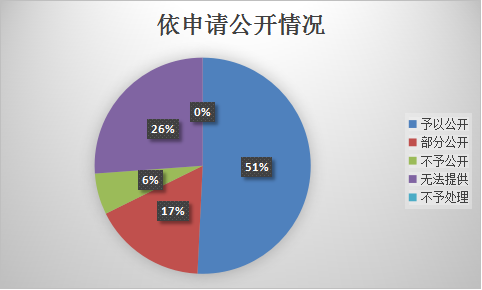 依申请公开情况
0%
26%
51%
6%
17%
予以公开
部分公开
不予公开
无法提供
不予处理